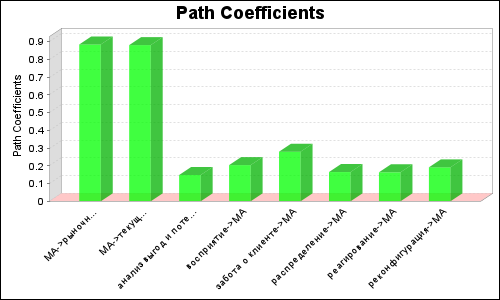 Path Coefficients
Path Coefficients
0.9
0.8
0.7
0.6
0.5
0.4
0.3
0.2
0.1
0
МА->рыночн...
МА->текущ...
анализ выгод и поте...
восприятие->МА
забота о клиенте->МА
распределение->МА
реагирование->МА
реконфигурация->МА